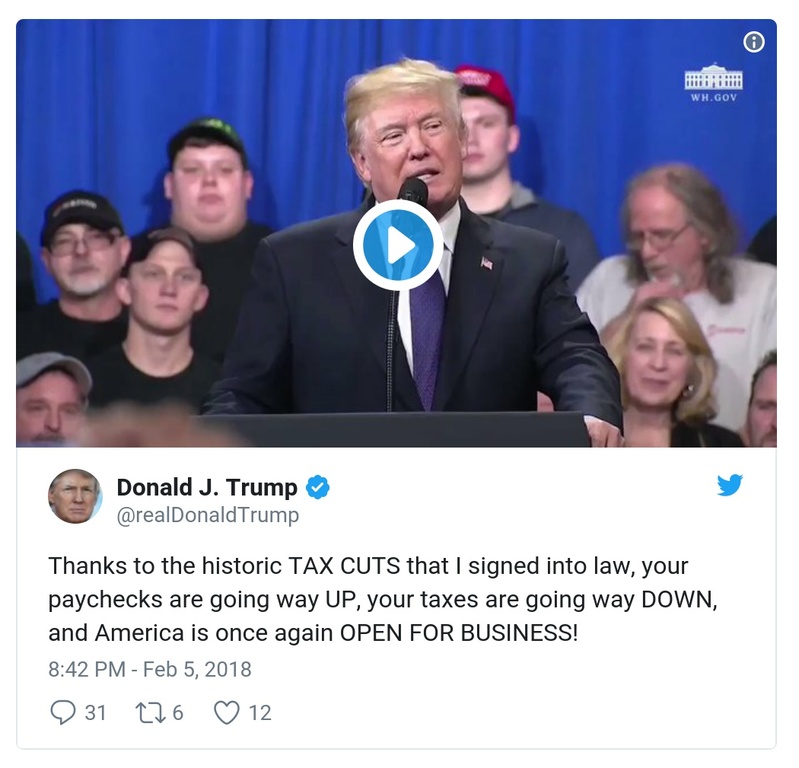 WH.GOV
Donald J. Trump
@realDonaldTrump
Thanks to the historic TAX CUTS that I signed into law, your
paychecks are going way UP, your taxes are going way DOWN,
and America is once again OPEN FOR BUSINESS!
8:42 PM - Feb 5, 2018
31 6 12